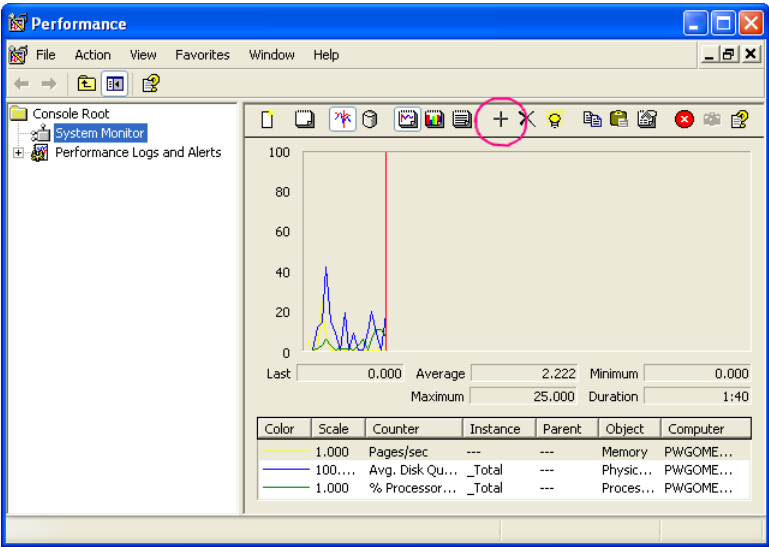 Performance
File Action View Favorites Window Help
Console Root
System Monitor
Performance Logs and Alerts
100
80
60
40
20
0
Last 0.000 Average 2.222 Minimum 0.000
Maximum 25.000 Duration 1:40
Color Scale Counter Instance Parent Object Computer
1.000 Pages/sec --- --- Memory PWGOME...
100.... Avg. Disk Qu... _Total --- Physic... PWGOME...
1.000 % Processor... _Total --- Proces... PWGOME...